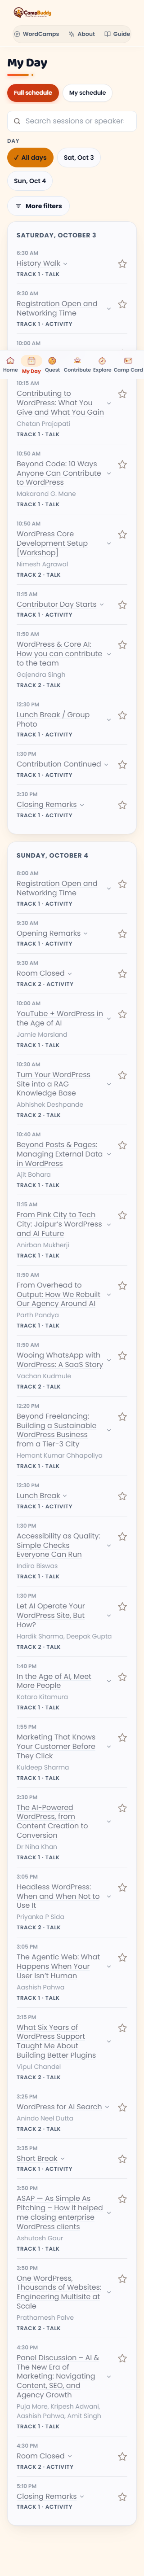 CampBuddy
WordCamps
About
Guide
My Day
Full schedule
My schedule
Search sessions or speaker
DAY
✓ All days
Sat, Oct 3
Sun, Oct 4
More filters
SATURDAY, OCTOBER 3
6:30 AM
History Walk
TRACK 1 · TALK
9:30 AM
Registration Open and
Networking Time
TRACK 1 · ACTIVITY
10:00 AM
Home
My Day
Quest
Contribute
Explore
Camp Card
10:15 AM
Contributing to
WordPress: What You
Give and What You Gain
Chetan Prajapati
TRACK 1 · TALK
10:50 AM
Beyond Code: 10 Ways
Anyone Can Contribute
to WordPress
Makarand G. Mane
TRACK 1 · TALK
10:50 AM
WordPress Core
Development Setup
[Workshop]
Nimesh Agrawal
TRACK 2 · TALK
11:15 AM
Contributor Day Starts
TRACK 1 · ACTIVITY
11:50 AM
WordPress & Core AI:
How you can contribute
to the team
Gajendra Singh
TRACK 2 · TALK
12:30 PM
Lunch Break / Group
Photo
TRACK 1 · ACTIVITY
1:30 PM
Contribution Continued
TRACK 1 · ACTIVITY
3:30 PM
Closing Remarks
TRACK 1 · ACTIVITY
SUNDAY, OCTOBER 4
8:00 AM
Registration Open and
Networking Time
TRACK 1 · ACTIVITY
9:30 AM
Opening Remarks
TRACK 1 · ACTIVITY
9:30 AM
Room Closed
TRACK 2 · ACTIVITY
10:00 AM
YouTube + WordPress in
the Age of AI
Jamie Marsland
TRACK 1 · TALK
10:30 AM
Turn Your WordPress
Site into a RAG
Knowledge Base
Abhishek Deshpande
TRACK 2 · TALK
10:40 AM
Beyond Posts & Pages:
Managing External Data
in WordPress
Ajit Bohara
TRACK 1 · TALK
11:15 AM
From Pink City to Tech
City: Jaipur's WordPress
and AI Future
Anirban Mukherji
TRACK 1 · TALK
11:50 AM
From Overhead to
Output: How We Rebuilt
Our Agency Around AI
Parth Pandya
TRACK 1 · TALK
11:50 AM
Wooing WhatsApp with
WordPress: A SaaS Story
Vachan Kudmule
TRACK 2 · TALK
12:20 PM
Beyond Freelancing:
Building a Sustainable
WordPress Business
from a Tier-3 City
Hemant Kumar Chhapoliya
TRACK 1 · TALK
12:30 PM
Lunch Break
TRACK 1 · ACTIVITY
1:30 PM
Accessibility as Quality:
Simple Checks
Everyone Can Run
Indira Biswas
TRACK 1 · TALK
1:30 PM
Let AI Operate Your
WordPress Site, But
How?
Hardik Sharma, Deepak Gupta
TRACK 2 · TALK
1:40 PM
In the Age of AI, Meet
More People
Kotaro Kitamura
TRACK 1 · TALK
1:55 PM
Marketing That Knows
Your Customer Before
They Click
Kuldeep Sharma
TRACK 1 · TALK
2:30 PM
The AI-Powered
WordPress, from
Content Creation to
Conversion
Dr Niha Khan
TRACK 1 · TALK
3:05 PM
Headless WordPress:
When and When Not to
Use It
Priyanka P Sida
TRACK 2 · TALK
3:05 PM
The Agentic Web: What
Happens When Your
User Isn't Human
Aashish Pahwa
TRACK 1 · TALK
3:15 PM
What Six Years of
WordPress Support
Taught Me About
Building Better Plugins
Vipul Chandel
TRACK 2 · TALK
3:25 PM
WordPress for AI Search
Anindo Neel Dutta
TRACK 2 · TALK
3:35 PM
Short Break
TRACK 1 · ACTIVITY
3:50 PM
ASAP — As Simple As
Pitching – How it helped
me closing enterprise
WordPress clients
Ashutosh Gaur
TRACK 1 · TALK
3:50 PM
One WordPress,
Thousands of Websites:
Engineering Multisite at
Scale
Prathamesh Palve
TRACK 2 · TALK
4:30 PM
Panel Discussion – AI &
The New Era of
Marketing: Navigating
Content, SEO, and
Agency Growth
Puja More, Kripesh Adwani,
Aashish Pahwa, Amit Singh
TRACK 1 · TALK
4:30 PM
Room Closed
TRACK 2 · ACTIVITY
5:10 PM
Closing Remarks
TRACK 1 · ACTIVITY